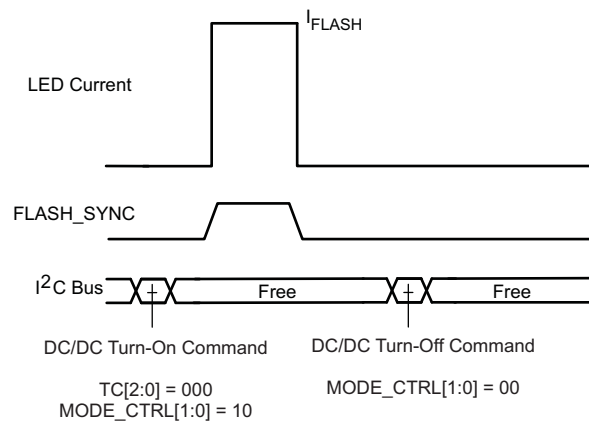 I_FLASH
LED Current
FLASH_SYNC
I²C Bus
Free
Free
DC/DC Turn-On Command
DC/DC Turn-Off Command
TC[2:0] = 000
MODE_CTRL[1:0] = 10
MODE_CTRL[1:0] = 00